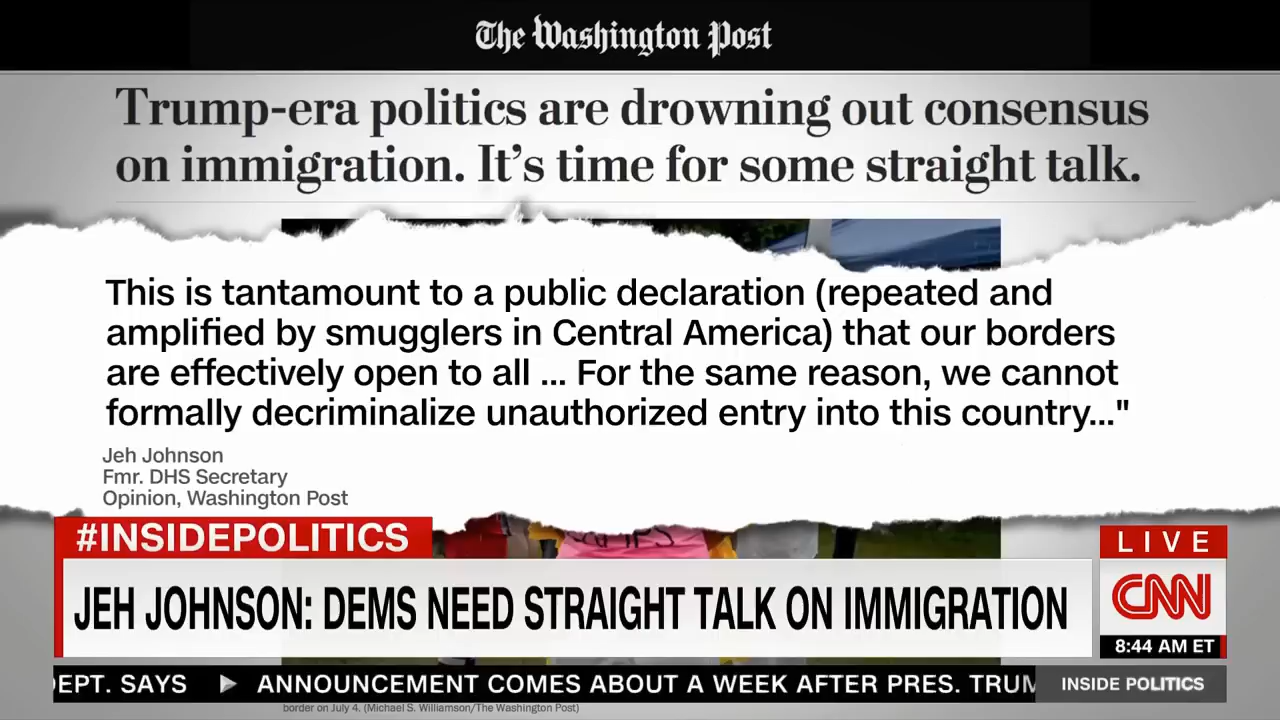 The Washington Post
Trump-era politics are drowning out consensus
on immigration. It's time for some straight talk.
This is tantamount to a public declaration (repeated and
amplified by smugglers in Central America) that our borders
are effectively open to all ... For the same reason, we cannot
formally decriminalize unauthorized entry into this country..."
Jeh Johnson
Fmr. DHS Secretary
Opinion, Washington Post
#INSIDEPOLITICS
JEH JOHNSON: DEMS NEED STRAIGHT TALK ON IMMIGRATION
LIVE
CNN
8:44 AM ET
EPT. SAYS ▶ ANNOUNCEMENT COMES ABOUT A WEEK AFTER PRES. TRUM
INSIDE POLITICS
border on July 4. (Michael S. Williamson/The Washington Post)